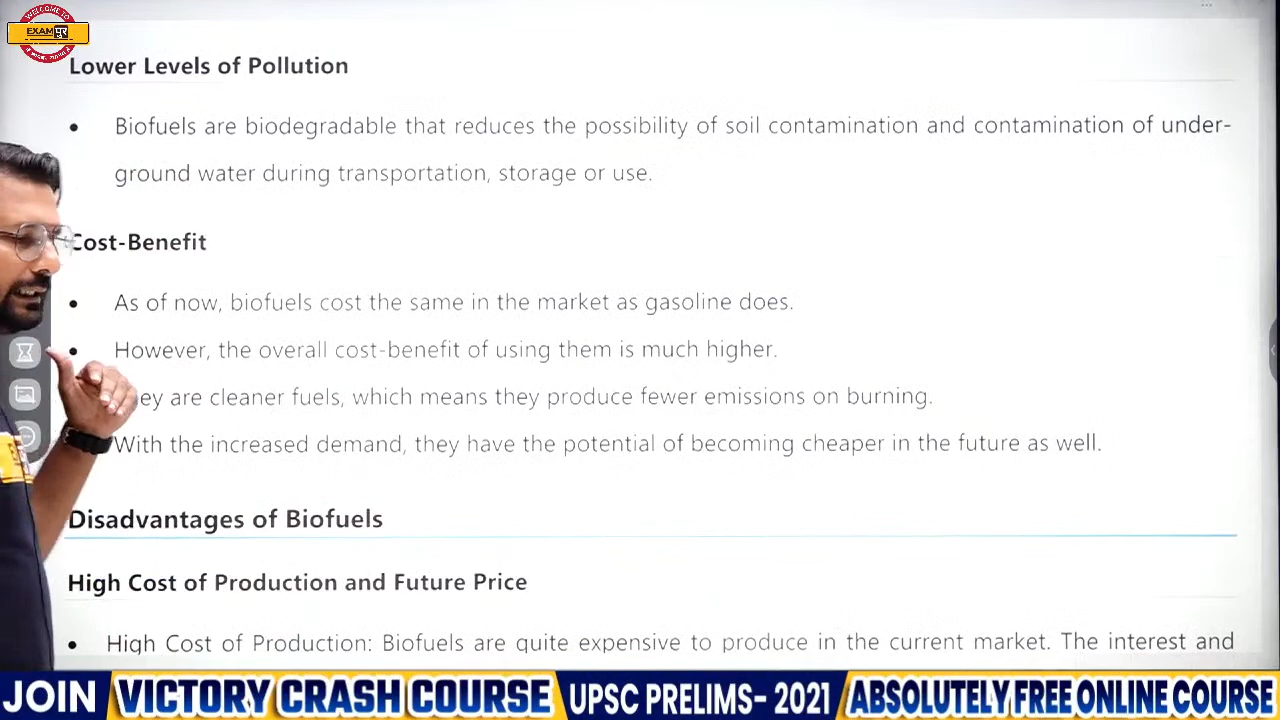 WELCOME TO
EXAM पुर
Lower Levels of Pollution
• Biofuels are biodegradable that reduces the possibility of soil contamination and contamination of under-
ground water during transportation, storage or use.
Cost-Benefit
• As of now, biofuels cost the same in the market as gasoline does.
• However, the overall cost-benefit of using them is much higher.
ey are cleaner fuels, which means they produce fewer emissions on burning.
With the increased demand, they have the potential of becoming cheaper in the future as well.
Disadvantages of Biofuels
High Cost of Production and Future Price
• High Cost of Production: Biofuels are quite expensive to produce in the current market. The interest and
JOIN VICTORY CRASH COURSE UPSC PRELIMS- 2021 ABSOLUTELY FREE ONLINE COURSE